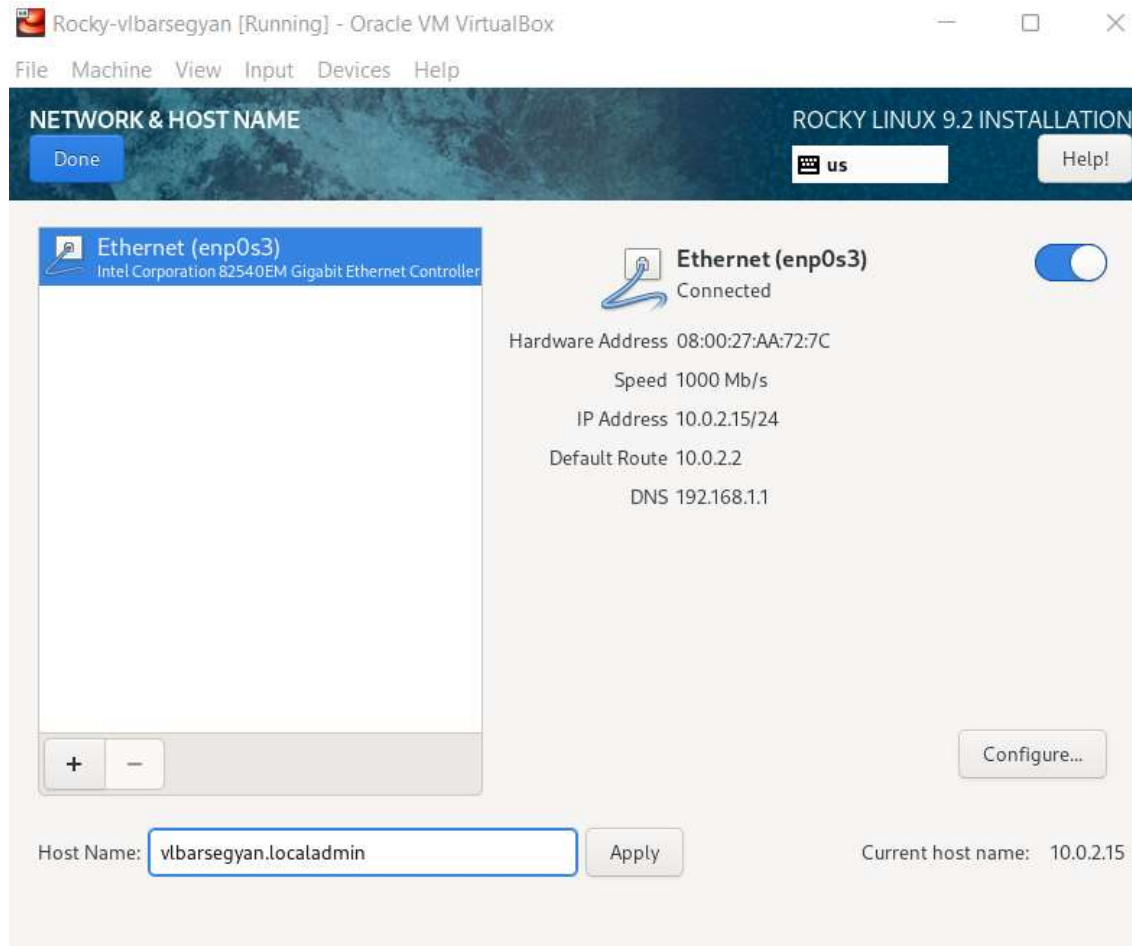 Rocky-vlbarsegyan [Running] - Oracle VM VirtualBox
File Machine View Input Devices Help
NETWORK & HOST NAME
ROCKY LINUX 9.2 INSTALLATION
Done
us
Help!
Ethernet (enp0s3)
Intel Corporation 82540EM Gigabit Ethernet Controller
Ethernet (enp0s3)
Connected
Hardware Address 08:00:27:AA:72:7C
Speed 1000 Mb/s
IP Address 10.0.2.15/24
Default Route 10.0.2.2
DNS 192.168.1.1
+ −
Configure...
Host Name: vlbarsegyan.localadmin Apply Current host name: 10.0.2.15